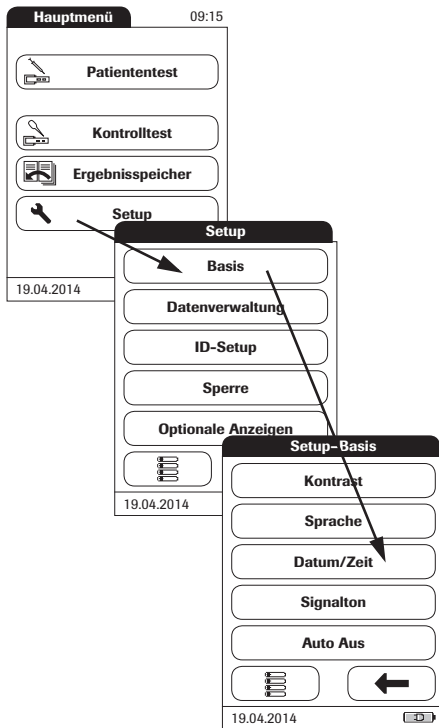 Hauptmenü 09:15
Patiententest
Kontrolltest
Ergebnisspeicher
Setup
19.04.2014
Setup
Basis
Datenverwaltung
ID-Setup
Sperre
Optionale Anzeigen
19.04.2014
Setup-Basis
Kontrast
Sprache
Datum/Zeit
Signalton
Auto Aus
19.04.2014